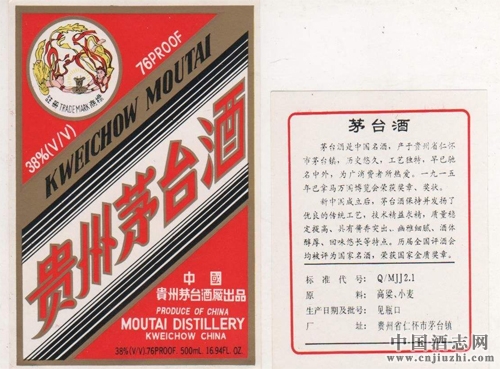 76PROOF
38%(V/V)
KWEICHOW MOUTAI
TRADEMARK
贵州茅台酒
中國
貴州茅台酒廠出品
PRODUCE OF CHINA
MOUTAI DISTILLERY
KWEICHOW CHINA
38%(V/V).76PROOF. 500mL. 16.94FL. OZ.
茅台酒
茅台酒是中国名酒,产于贵州省仁怀
市茅台镇,历史悠久,工艺独特,早已驰
名中外,为广消费者所热爱。一九一五
年巴拿马万国博览会荣获奖章、奖状。
新中国成立后,茅台酒保持并发扬了
优良的传统工艺,技术精益求精,质量稳
定提高,具有酱香突出、幽雅细腻、酒体
醇厚、回味悠长等特点。历届全国评酒会
均被评为国家名酒,荣获国家金质奖章。
标准代号: Q/MJJ2.1
原料: 高粱、小麦
生产日期及批号: 见瓶口
厂址: 贵州省仁怀市茅台镇
中国酒志网
www.cnjiuzhi.com